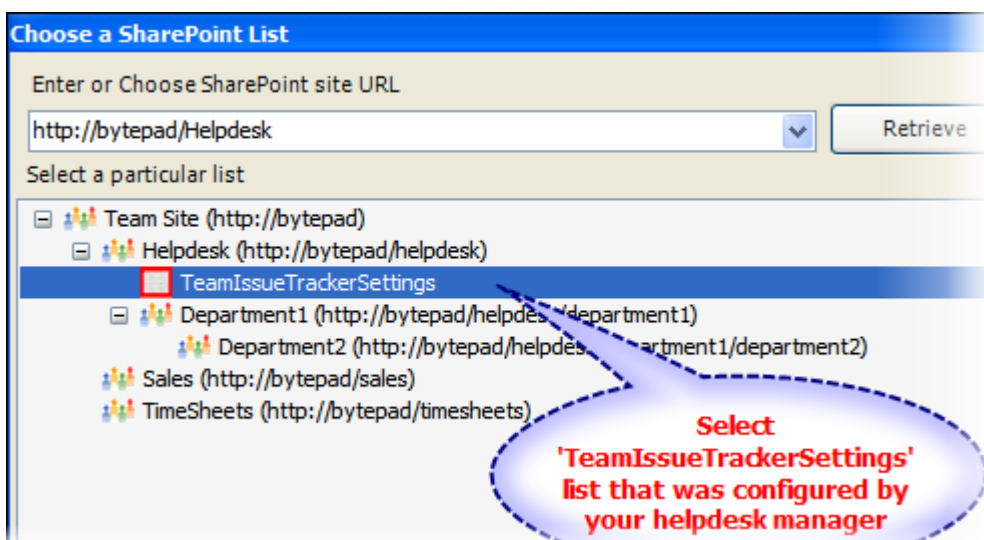 Choose a SharePoint List
Enter or Choose SharePoint site URL
http://bytepad/Helpdesk
Retrieve
Select a particular list
Team Site (http://bytepad)
Helpdesk (http://bytepad/helpdesk)
TeamIssueTrackerSettings
Department1 (http://bytepad/helpdesk/department1)
Department2 (http://bytepad/helpdesk/department1/department2)
Sales (http://bytepad/sales)
TimeSheets (http://bytepad/timesheets)
Select
'TeamIssueTrackerSettings'
list that was configured by
your helpdesk manager